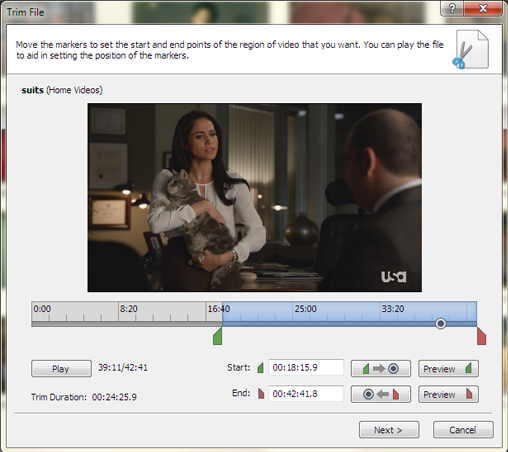 Trim File
Move the markers to set the start and end points of the region of video that you want. You can play the file
to aid in setting the position of the markers.
suits (Home Videos)
usa
0:00 8:20 16:40 25:00 33:20
Play 39:11/42:41 Start: 00:18:15.9 Preview
End: 00:42:41.8 Preview
Trim Duration: 00:24:25.9
Next > Cancel